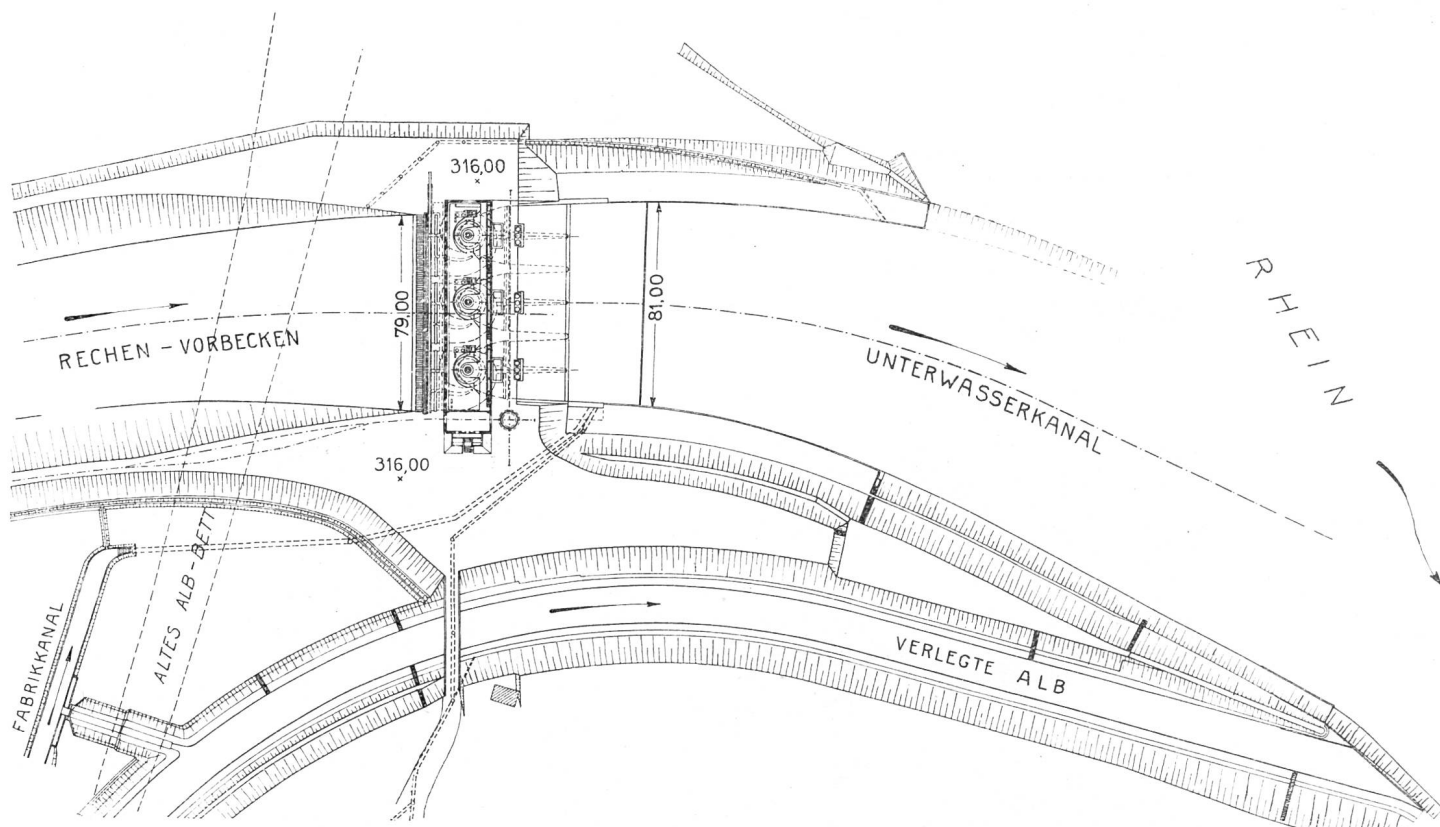 316,00
79,00
81,00
RECHEN - VORBECKEN
UNTERWASSERKANAL
RHEIN
316,00
ALTES ALB-BETT
FABRIKKANAL
VERLEGTE ALB